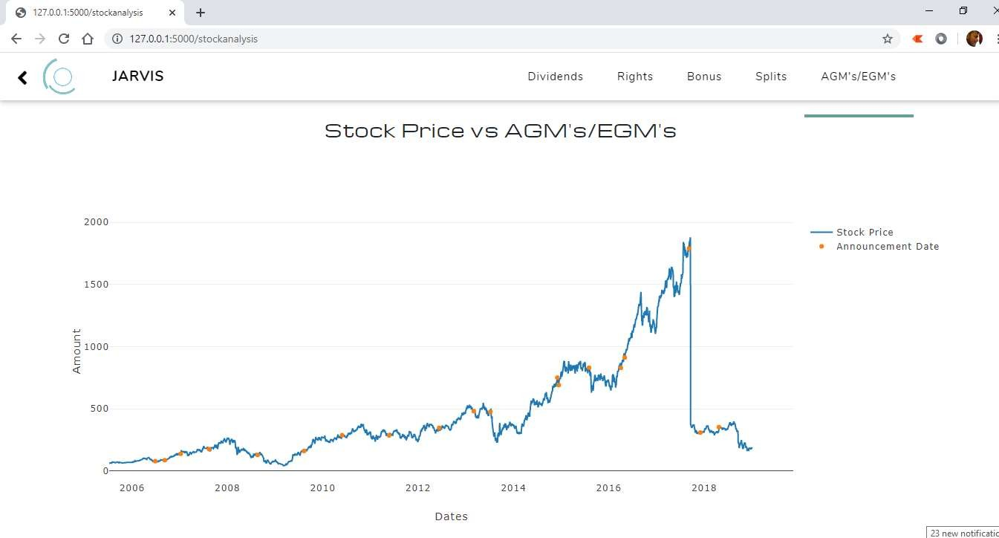 127.0.0.1:5000/stockanalysis
127.0.0.1:5000/stockanalysis
JARVIS
Dividends Rights Bonus Splits AGM's/EGM's
Stock Price vs AGM's/EGM's
2000
1500
1000
500
0
Amount
2006 2008 2010 2012 2014 2016 2018
Dates
Stock Price
Announcement Date
23 new